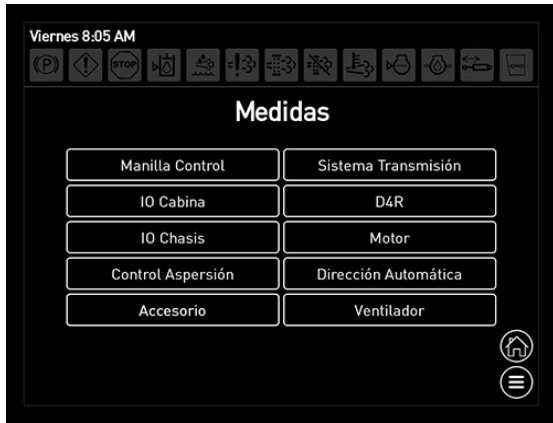 Viernes 8:05 AM
P
STOP
Medidas
Manilla Control
Sistema Transmisión
IO Cabina
D4R
IO Chasis
Motor
Control Aspersión
Dirección Automática
Accesorio
Ventilador